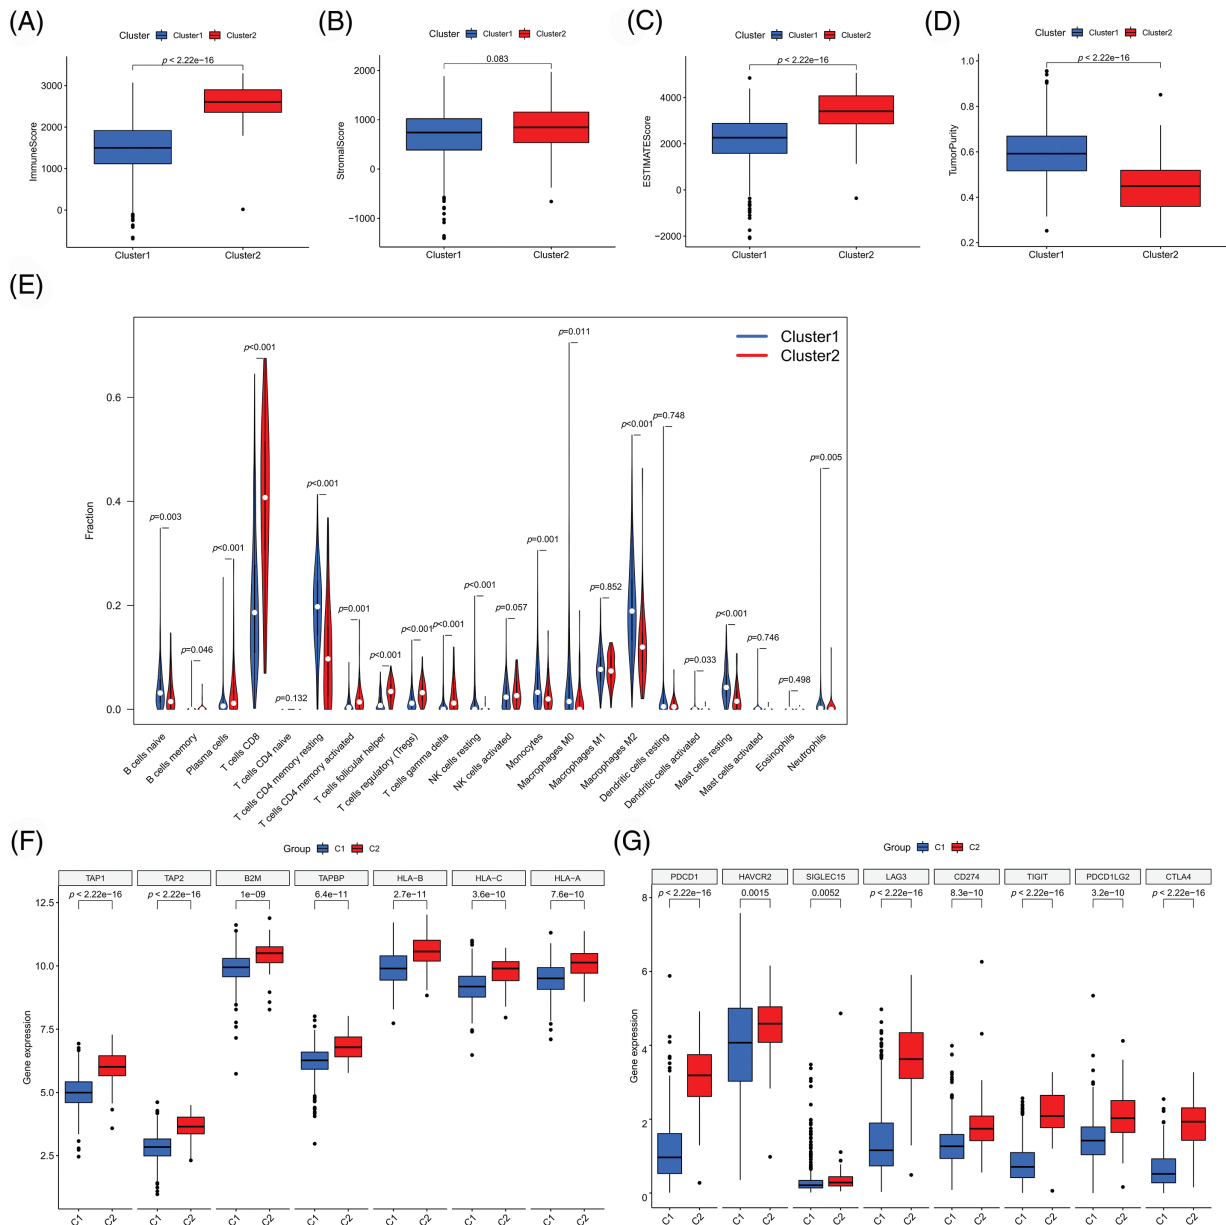 (A)
Cluster Cluster1 Cluster2
p < 2.22e−16
ImmuneScore
3000
2000
1000
0
Cluster1 Cluster2
(B)
Cluster Cluster1 Cluster2
0.083
StromalScore
2000
1000
0
−1000
Cluster1 Cluster2
(C)
Cluster Cluster1 Cluster2
p < 2.22e−16
ESTIMATEScore
4000
2000
0
−2000
Cluster1 Cluster2
(D)
Cluster Cluster1 Cluster2
p < 2.22e−16
TumorPurity
1.0
0.8
0.6
0.4
0.2
Cluster1 Cluster2
(E)
Cluster1
Cluster2
Fraction
0.6
0.4
0.2
0.0
p=0.003
p=0.046
p<0.001
p<0.001
p=0.132
p<0.001
p=0.001
p<0.001
p<0.001
p<0.001
p<0.001
p=0.057
p=0.001
p=0.011
p=0.852
p<0.001
p=0.748
p=0.033
p<0.001
p=0.746
p=0.498
p=0.005
B cells naive
B cells memory
Plasma cells
T cells CD8
T cells CD4 naive
T cells CD4 memory resting
T cells CD4 memory activated
T cells follicular helper
T cells regulatory (Tregs)
T cells gamma delta
NK cells resting
NK cells activated
Monocytes
Macrophages M0
Macrophages M1
Macrophages M2
Dendritic cells resting
Dendritic cells activated
Mast cells resting
Mast cells activated
Eosinophils
Neutrophils
(F)
Group C1 C2
TAP1 TAP2 B2M TAPBP HLA−B HLA−C HLA−A
p < 2.22e−16 p < 2.22e−16 1e−09 6.4e−11 2.7e−11 3.6e−10 7.6e−10
Gene expression
12.5
10.0
7.5
5.0
2.5
C1 C2 C1 C2 C1 C2 C1 C2 C1 C2 C1 C2 C1 C2
(G)
Group C1 C2
PDCD1 HAVCR2 SIGLEC15 LAG3 CD274 TIGIT PDCD1LG2 CTLA4
p < 2.22e−16 0.0015 0.0052 p < 2.22e−16 8.3e−10 p < 2.22e−16 3.2e−10 p < 2.22e−16
Gene expression
8
6
4
2
0
C1 C2 C1 C2 C1 C2 C1 C2 C1 C2 C1 C2 C1 C2 C1 C2